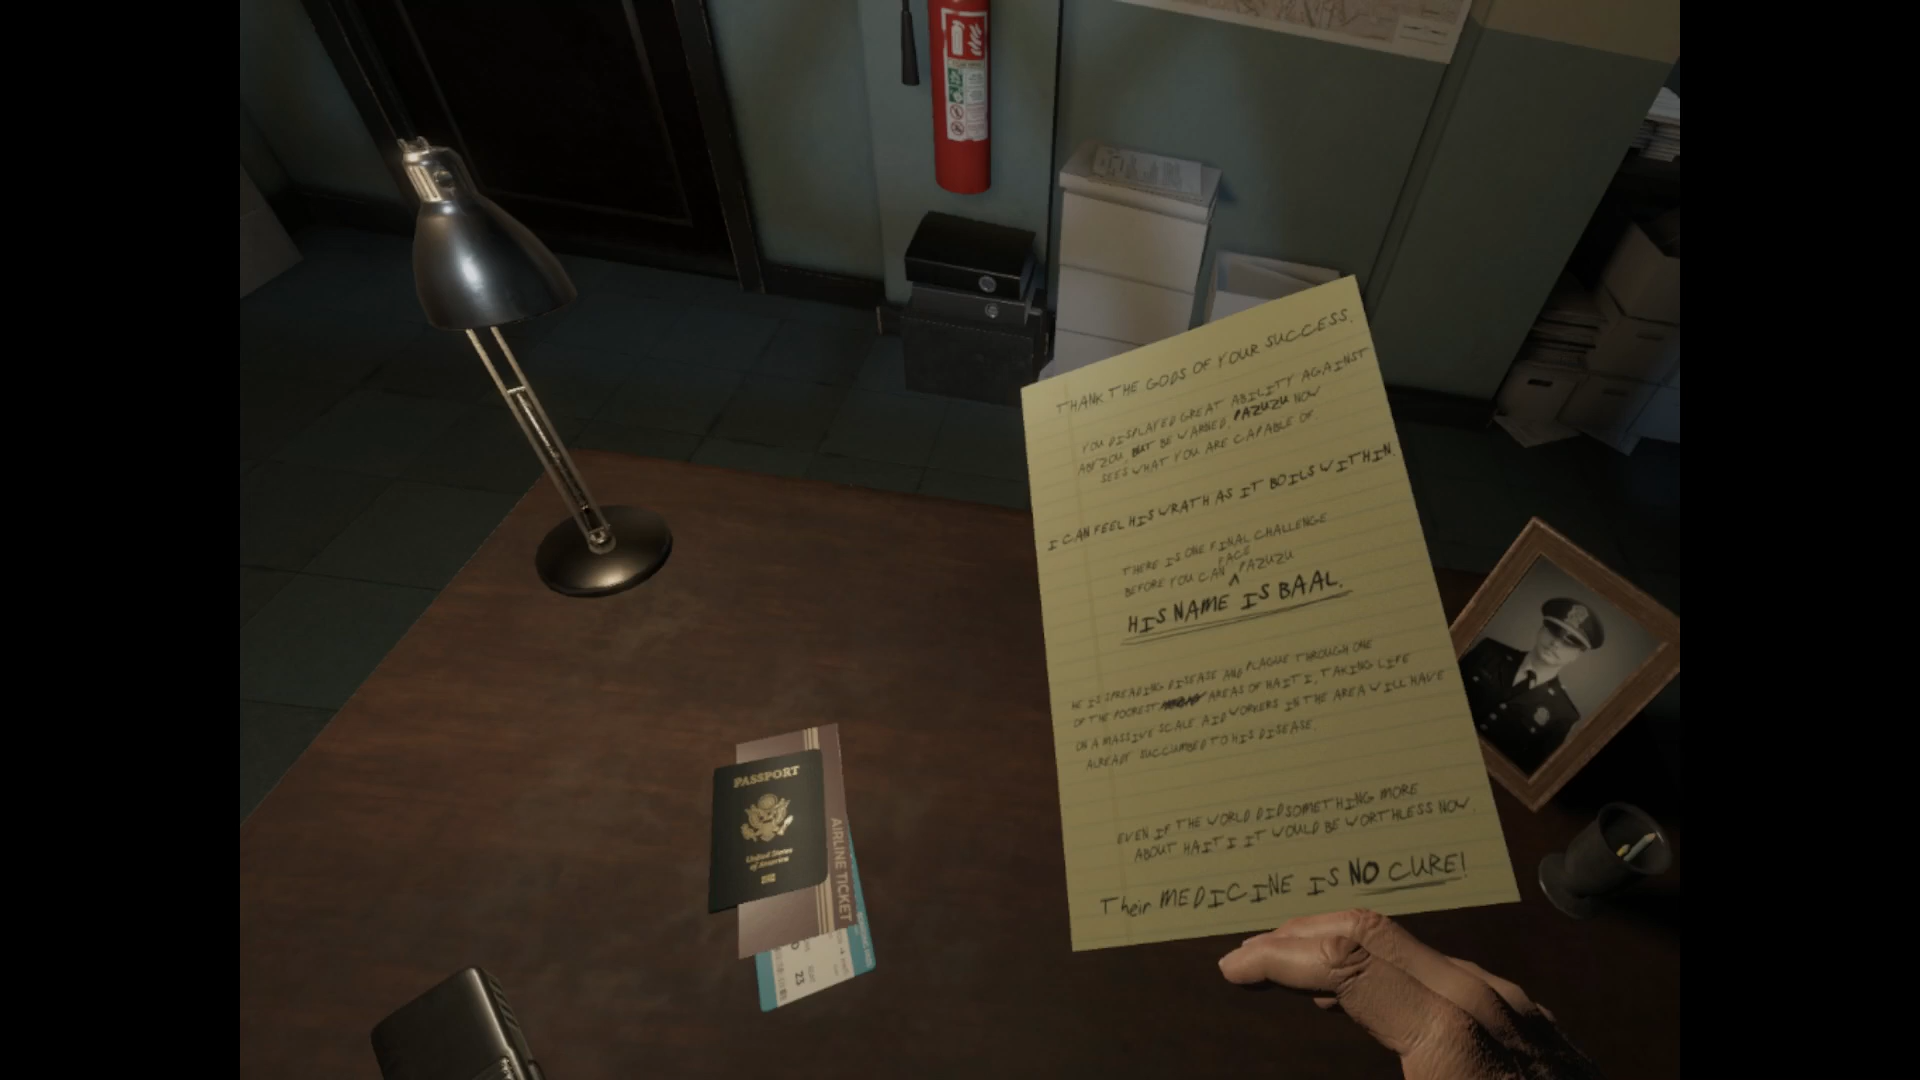 THANK THE GODS OF YOUR SUCCESS.
YOU DISPLAYED GREAT ABILITY AGAINST
ABEZOU. BUT BE WARNED, PAZUZU NOW
SEES WHAT YOU ARE CAPABLE OF.
I CAN FEEL HIS WRATH AS IT BOILS WITHIN.
THERE IS ONE FINAL CHALLENGE
FACE
BEFORE YOU CAN ^ PAZUZU
HIS NAME IS BAAL.
HE IS SPREADING DISEASE AND PLAGUE THROUGH ONE
OF THE POOREST AREAS OF HAITI, TAKING LIFE
ON A MASSIVE SCALE AID WORKERS IN THE AREA WILL HAVE
ALREADY SUCCUMBED TO HIS DISEASE.
EVEN IF THE WORLD DID SOMETHING MORE
ABOUT HAITI IT WOULD BE WORTHLESS NOW.
Their MEDICINE IS NO CURE!
PASSPORT
United States
of America
AIRLINE TICKET
23